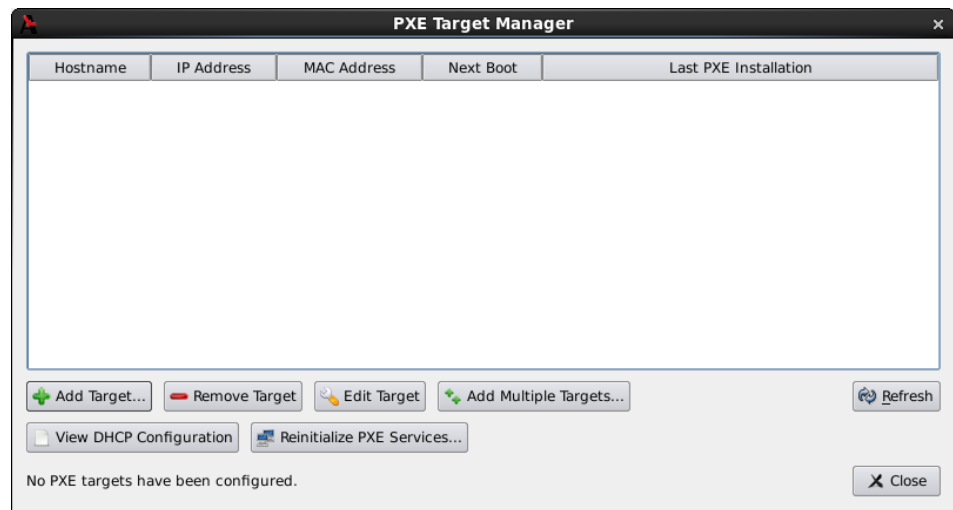 PXE Target Manager
Hostname IP Address MAC Address Next Boot Last PXE Installation
Add Target... Remove Target Edit Target Add Multiple Targets... Refresh
View DHCP Configuration Reinitialize PXE Services...
No PXE targets have been configured. Close